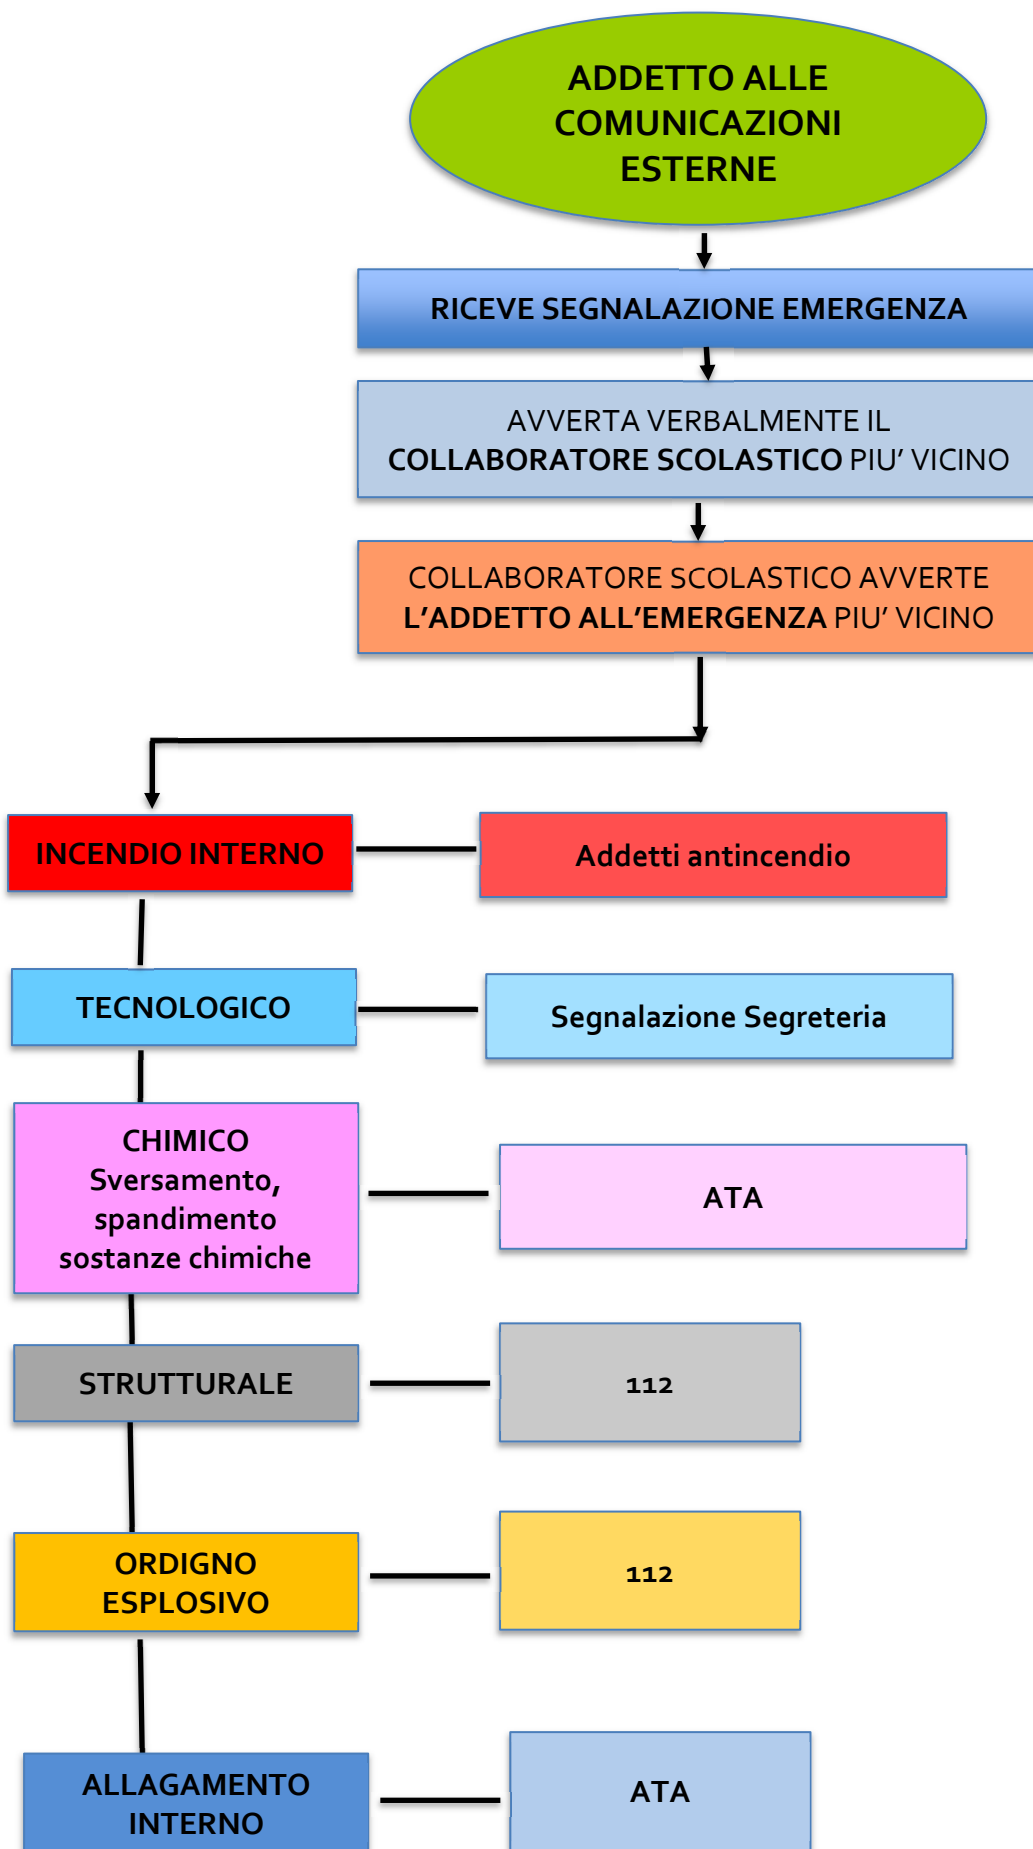 ADDETTO ALLE
COMUNICAZIONI
ESTERNE
RICEVE SEGNALAZIONE EMERGENZA
AVVERTA VERBALMENTE IL
COLLABORATORE SCOLASTICO PIU' VICINO
COLLABORATORE SCOLASTICO AVVERTE
L'ADDETTO ALL'EMERGENZA PIU' VICINO
INCENDIO INTERNO
Addetti antincendio
TECNOLOGICO
Segnalazione Segreteria
CHIMICO
Sversamento,
spandimento
sostanze chimiche
ATA
STRUTTURALE
112
ORDIGNO
ESPLOSIVO
112
ALLAGAMENTO
INTERNO
ATA